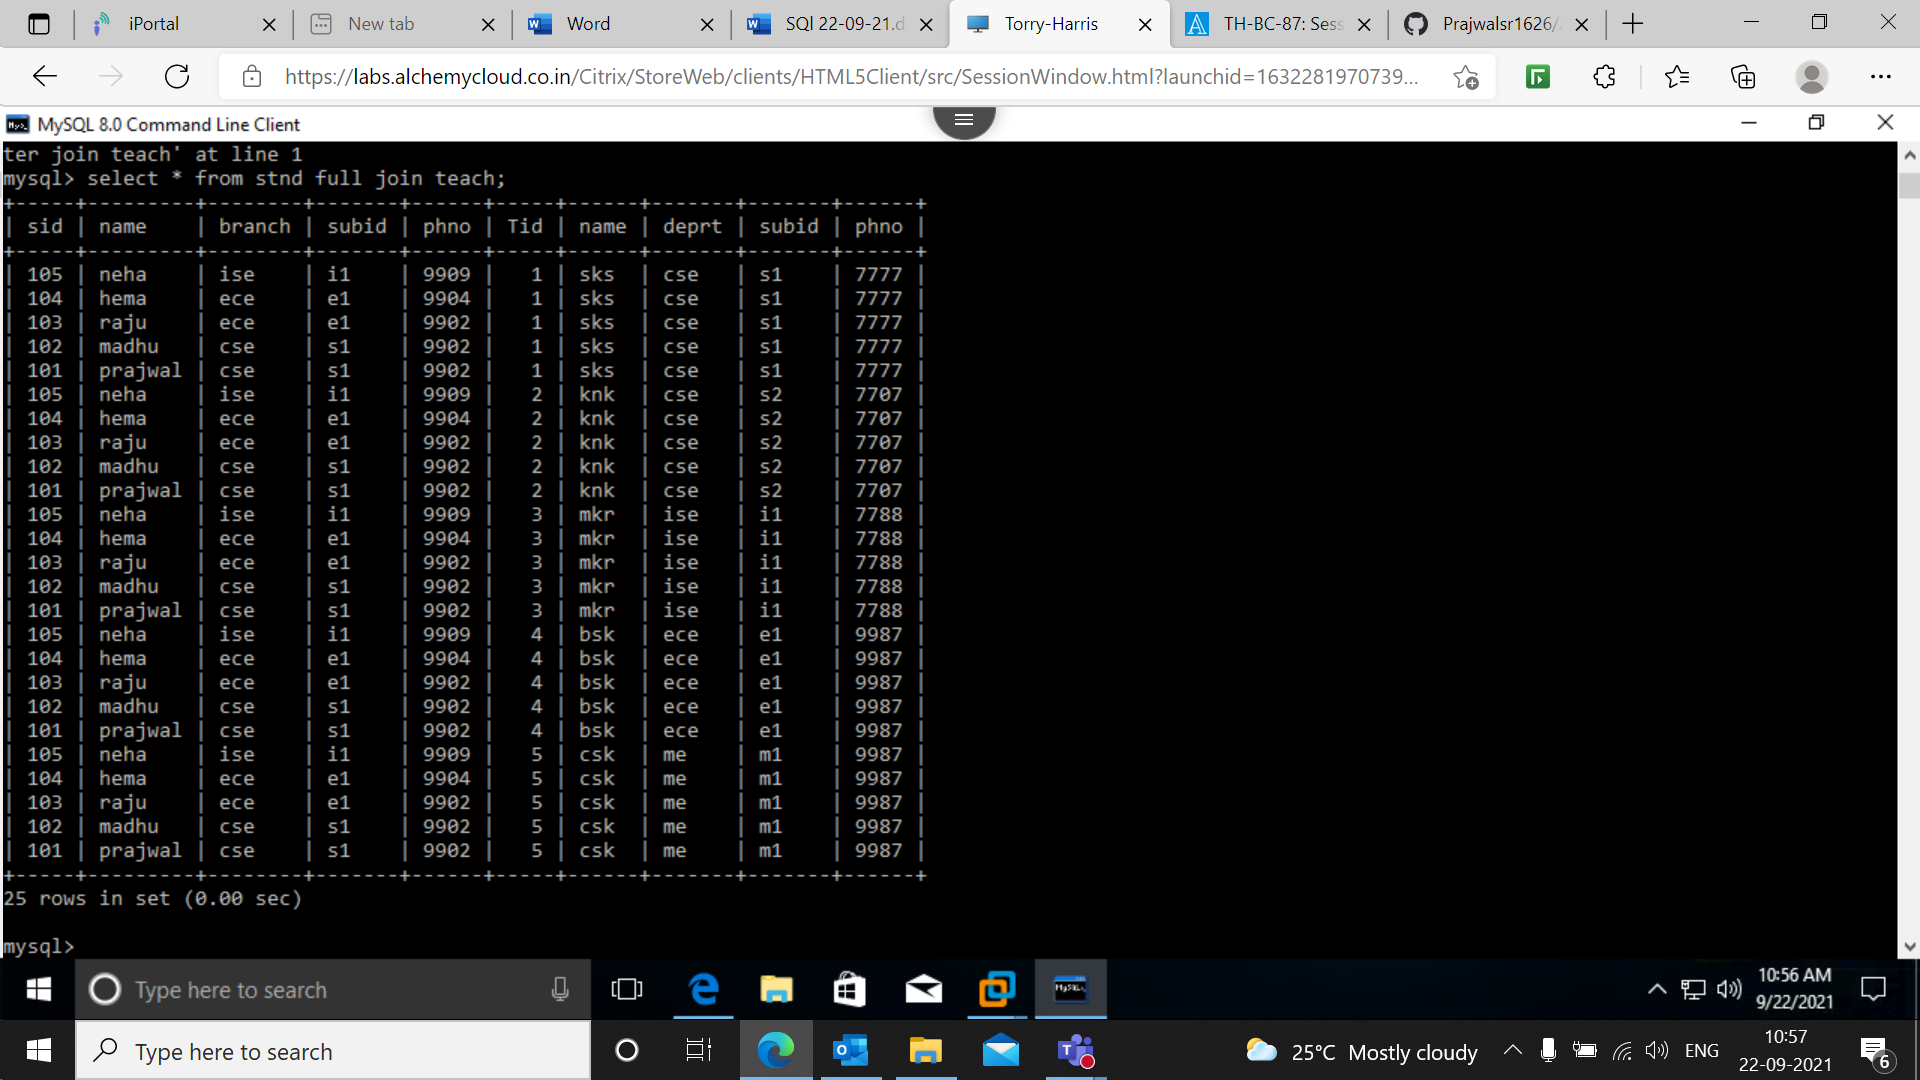 iPortal
New tab
Word
SQl 22-09-21.d
Torry-Harris
TH-BC-87: Sess
Prajwalsr1626/
https://labs.alchemycloud.co.in/Citrix/StoreWeb/clients/HTML5Client/src/SessionWindow.html?launchid=1632281970739...
MySQL 8.0 Command Line Client
ter join teach' at line 1
mysql> select * from stnd full join teach;
+-----+---------+--------+-------+------+-----+------+-------+-------+------+
| sid | name    | branch | subid | phno | Tid | name | deprt | subid | phno |
+-----+---------+--------+-------+------+-----+------+-------+-------+------+
| 105 | neha    | ise    | i1    | 9909 |   1 | sks  | cse   | s1    | 7777 |
| 104 | hema    | ece    | e1    | 9904 |   1 | sks  | cse   | s1    | 7777 |
| 103 | raju    | ece    | e1    | 9902 |   1 | sks  | cse   | s1    | 7777 |
| 102 | madhu   | cse    | s1    | 9902 |   1 | sks  | cse   | s1    | 7777 |
| 101 | prajwal | cse    | s1    | 9902 |   1 | sks  | cse   | s1    | 7777 |
| 105 | neha    | ise    | i1    | 9909 |   2 | knk  | cse   | s2    | 7707 |
| 104 | hema    | ece    | e1    | 9904 |   2 | knk  | cse   | s2    | 7707 |
| 103 | raju    | ece    | e1    | 9902 |   2 | knk  | cse   | s2    | 7707 |
| 102 | madhu   | cse    | s1    | 9902 |   2 | knk  | cse   | s2    | 7707 |
| 101 | prajwal | cse    | s1    | 9902 |   2 | knk  | cse   | s2    | 7707 |
| 105 | neha    | ise    | i1    | 9909 |   3 | mkr  | ise   | i1    | 7788 |
| 104 | hema    | ece    | e1    | 9904 |   3 | mkr  | ise   | i1    | 7788 |
| 103 | raju    | ece    | e1    | 9902 |   3 | mkr  | ise   | i1    | 7788 |
| 102 | madhu   | cse    | s1    | 9902 |   3 | mkr  | ise   | i1    | 7788 |
| 101 | prajwal | cse    | s1    | 9902 |   3 | mkr  | ise   | i1    | 7788 |
| 105 | neha    | ise    | i1    | 9909 |   4 | bsk  | ece   | e1    | 9987 |
| 104 | hema    | ece    | e1    | 9904 |   4 | bsk  | ece   | e1    | 9987 |
| 103 | raju    | ece    | e1    | 9902 |   4 | bsk  | ece   | e1    | 9987 |
| 102 | madhu   | cse    | s1    | 9902 |   4 | bsk  | ece   | e1    | 9987 |
| 101 | prajwal | cse    | s1    | 9902 |   4 | bsk  | ece   | e1    | 9987 |
| 105 | neha    | ise    | i1    | 9909 |   5 | csk  | me    | m1    | 9987 |
| 104 | hema    | ece    | e1    | 9904 |   5 | csk  | me    | m1    | 9987 |
| 103 | raju    | ece    | e1    | 9902 |   5 | csk  | me    | m1    | 9987 |
| 102 | madhu   | cse    | s1    | 9902 |   5 | csk  | me    | m1    | 9987 |
| 101 | prajwal | cse    | s1    | 9902 |   5 | csk  | me    | m1    | 9987 |
+-----+---------+--------+-------+------+-----+------+-------+-------+------+
25 rows in set (0.00 sec)
mysql>
Type here to search
10:56 AM
9/22/2021
Type here to search
25°C Mostly cloudy
ENG
10:57
22-09-2021
6